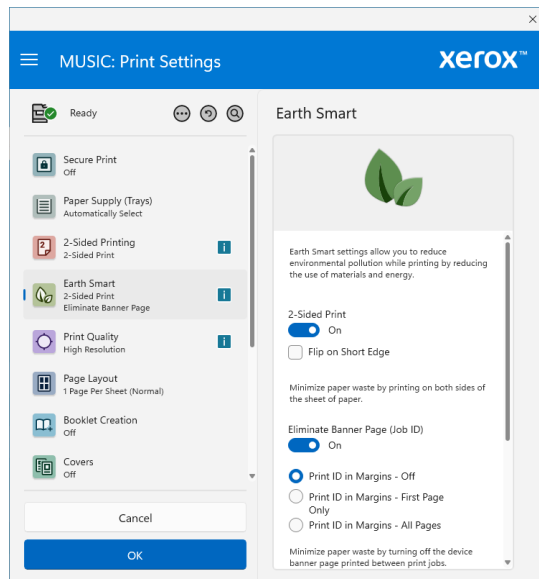 MUSIC: Print Settings
xerox™
Ready
Earth Smart
Secure Print
Off
Paper Supply (Trays)
Automatically Select
2
2-Sided Printing
2-Sided Print
i
Earth Smart
2-Sided Print
Eliminate Banner Page
i
Print Quality
High Resolution
i
Page Layout
1 Page Per Sheet (Normal)
Booklet Creation
Off
Covers
Off
Cancel
OK
Earth Smart settings allow you to reduce
environmental pollution while printing by reducing
the use of materials and energy.
2-Sided Print
On
Flip on Short Edge
Minimize paper waste by printing on both sides of
the sheet of paper.
Eliminate Banner Page (Job ID)
On
Print ID in Margins - Off
Print ID in Margins - First Page
Only
Print ID in Margins - All Pages
Minimize paper waste by turning off the device
banner page printed between print jobs.